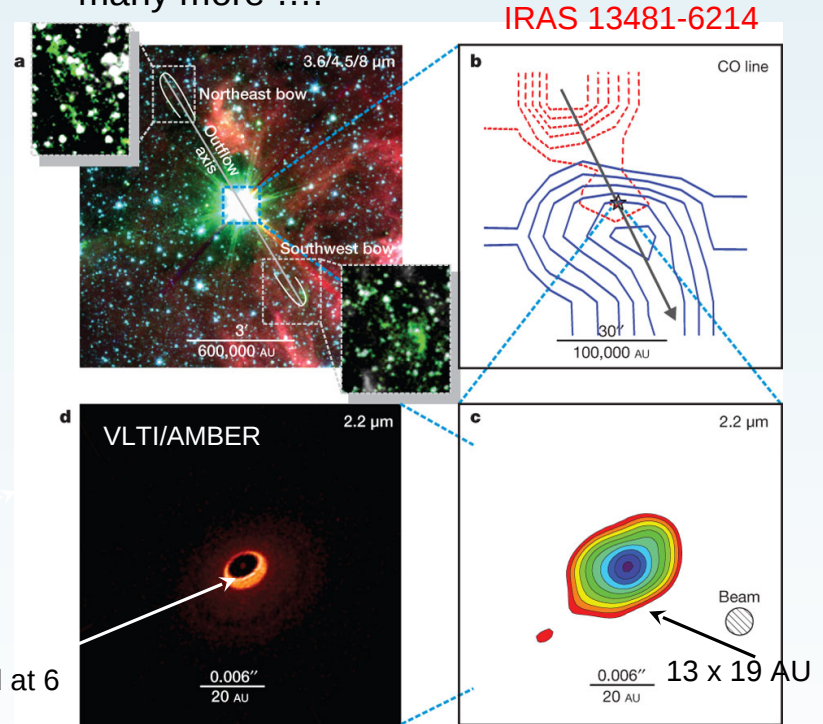 many more ....
IRAS 13481-6214
a
3.6/4.5/8 µm
Northeast bow
Outflow
axis
Southwest bow
3′
600,000 AU
b
CO line
30″
100,000 AU
d
VLTI/AMBER
2.2 µm
at 6
0.006″
20 AU
c
2.2 µm
Beam
13 x 19 AU
0.006″
20 AU